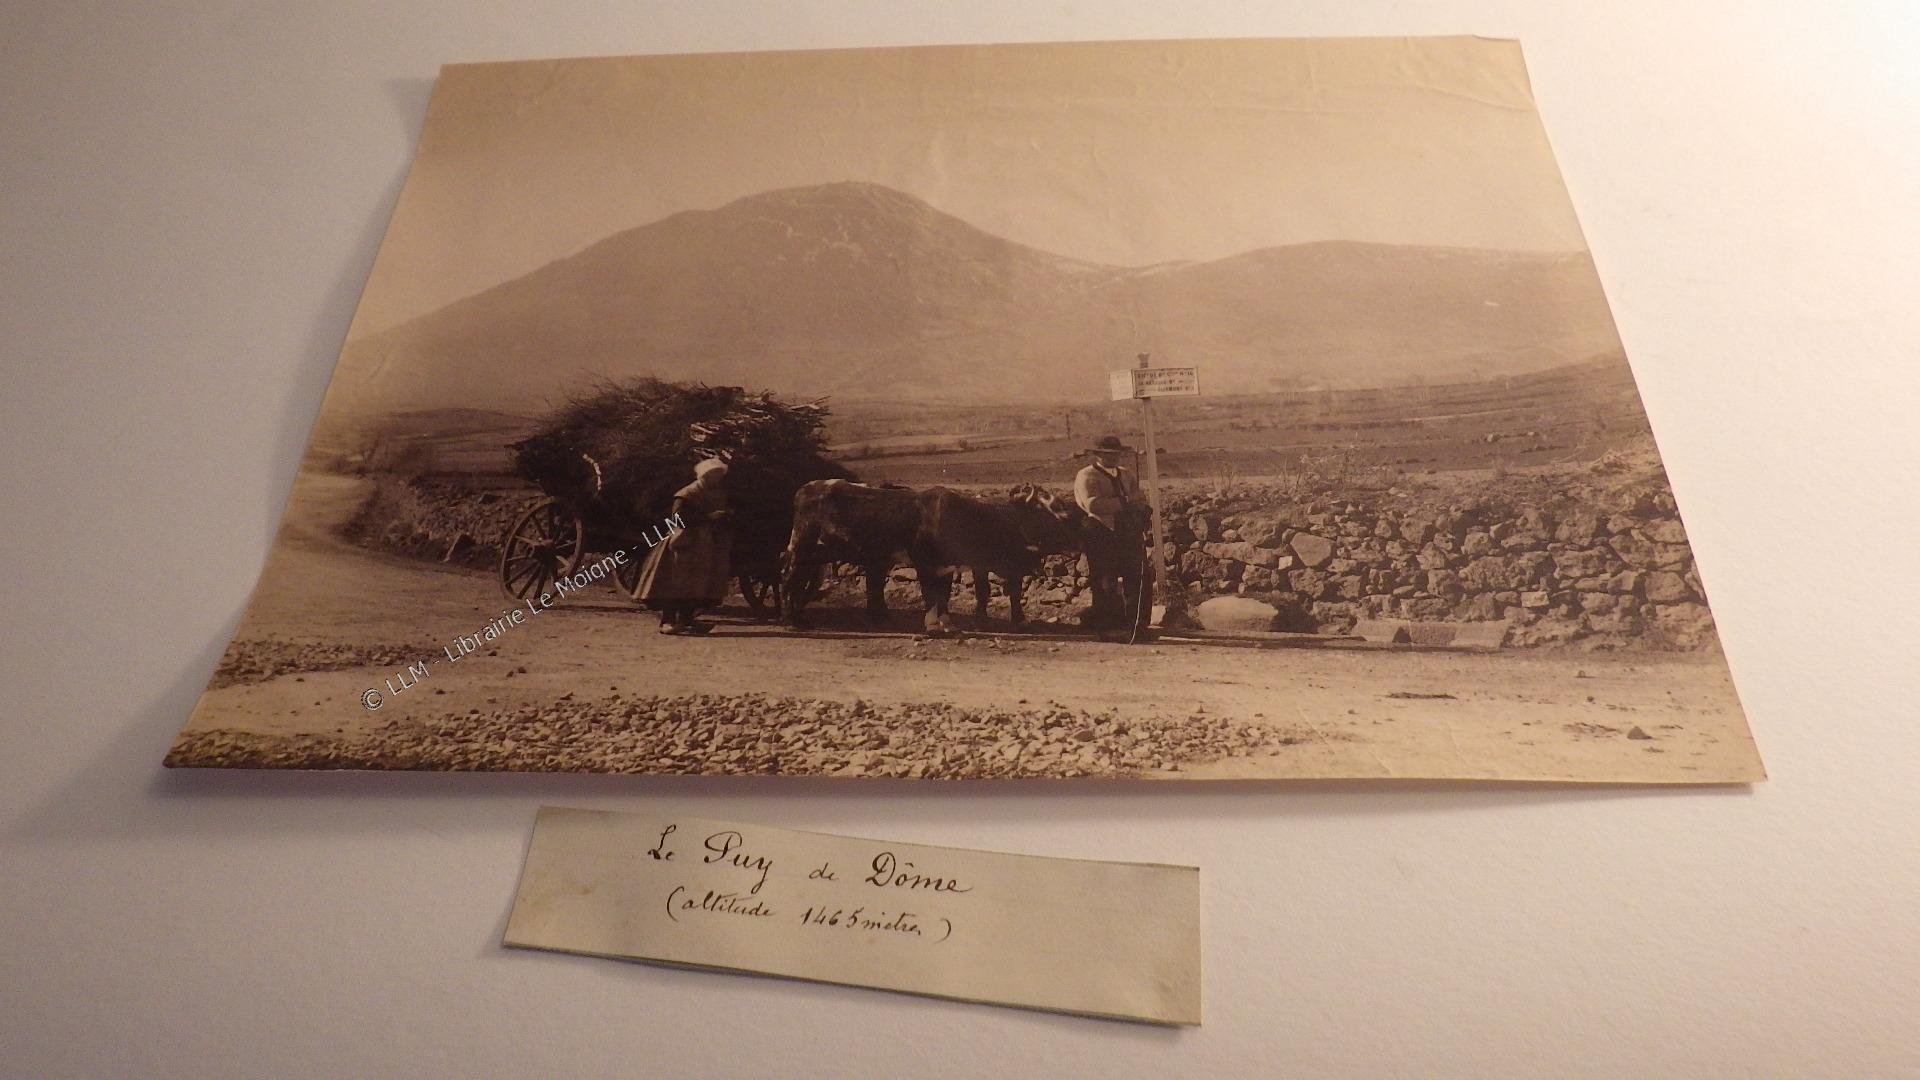 © LLM - Librairie Le Moigne - LLM
Le Puy de Dôme
(altitude 1465 mètres)